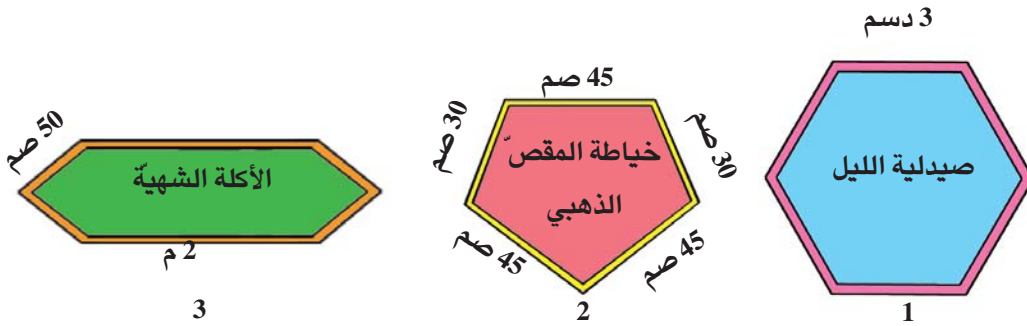 3 دسم
صيدلية الليل
1
45 صم
30 صم
30 صم
خياطة المقصّ
الذهبي
45 صم
45 صم
2
50 صم
الأكلة الشهيّة
2 م
3